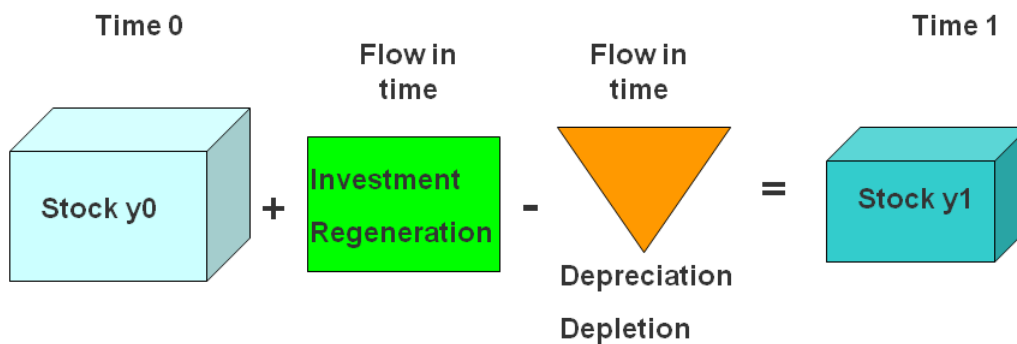 Time 0
Flow in
time
Flow in
time
Time 1
Stock y0
+
Investment
Regeneration
-
Depreciation
Depletion
=
Stock y1